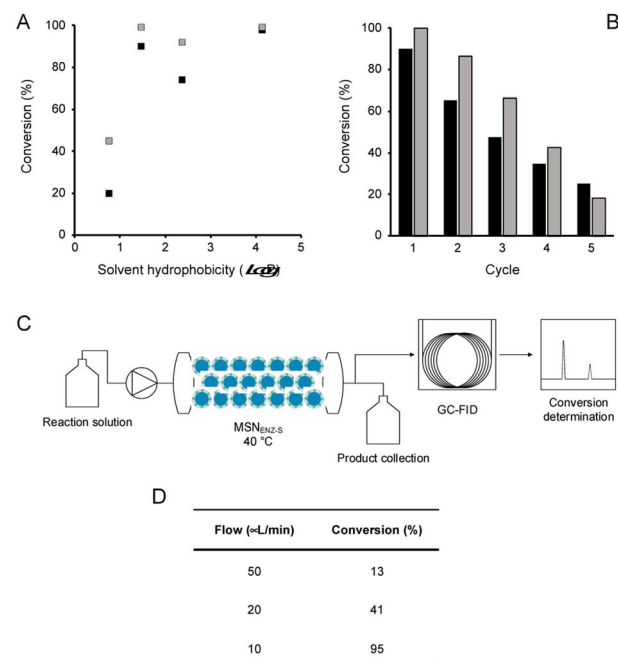 A
B
Conversion (%)
100
80
60
40
20
0
0
1
2
3
4
5
Solvent hydrophobicity (
Conversion (%)
100
80
60
40
20
0
1
2
3
4
5
Cycle
C
Reaction solution
MSNENZ-S
40 °C
Product collection
GC-FID
Conversion
determination
D
Flow (∝L/min) Conversion (%)
50 13
20 41
10 95